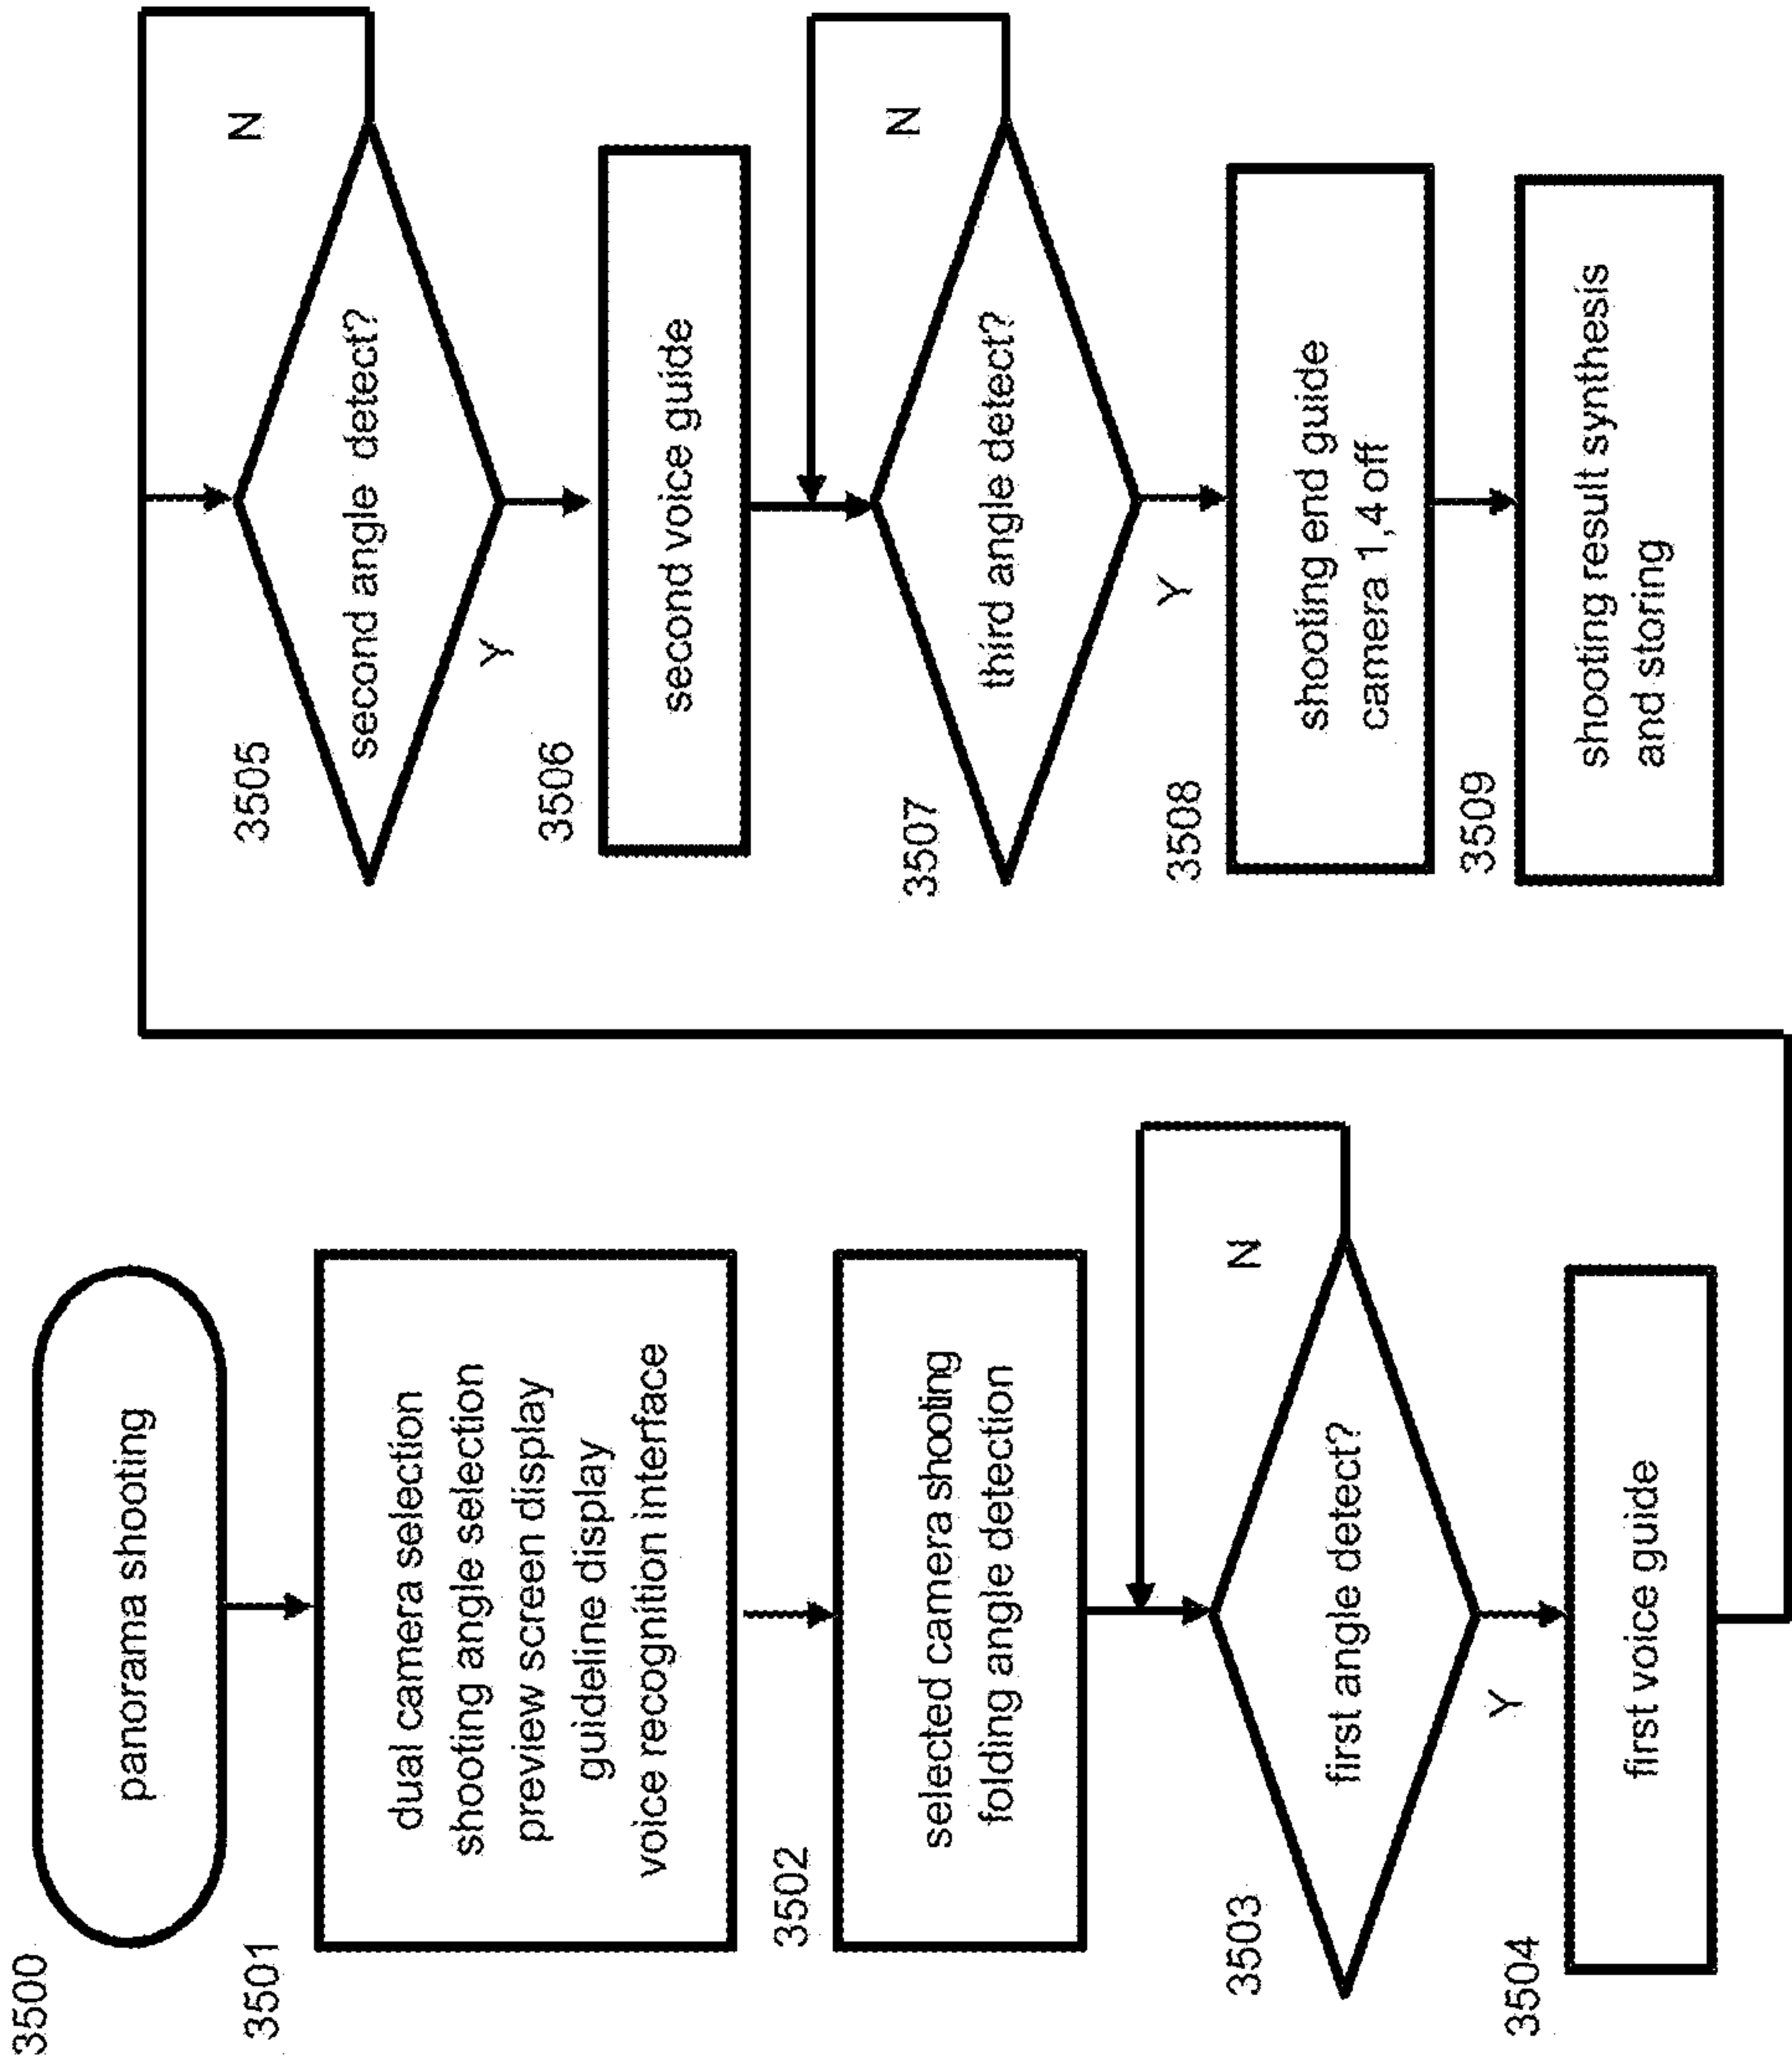 3500
panorama shooting
3501
dual camera selection
shooting angle selection
preview screen display
guideline display
voice recognition interface
3502
selected camera shooting
folding angle detection
3503
first angle detect?
N
Y
3504
first voice guide
3505
second angle detect?
N
Y
3506
second voice guide
3507
third angle detect?
N
Y
3508
shooting end guide
camera 1,4 off
3509
shooting result synthesis
and storing